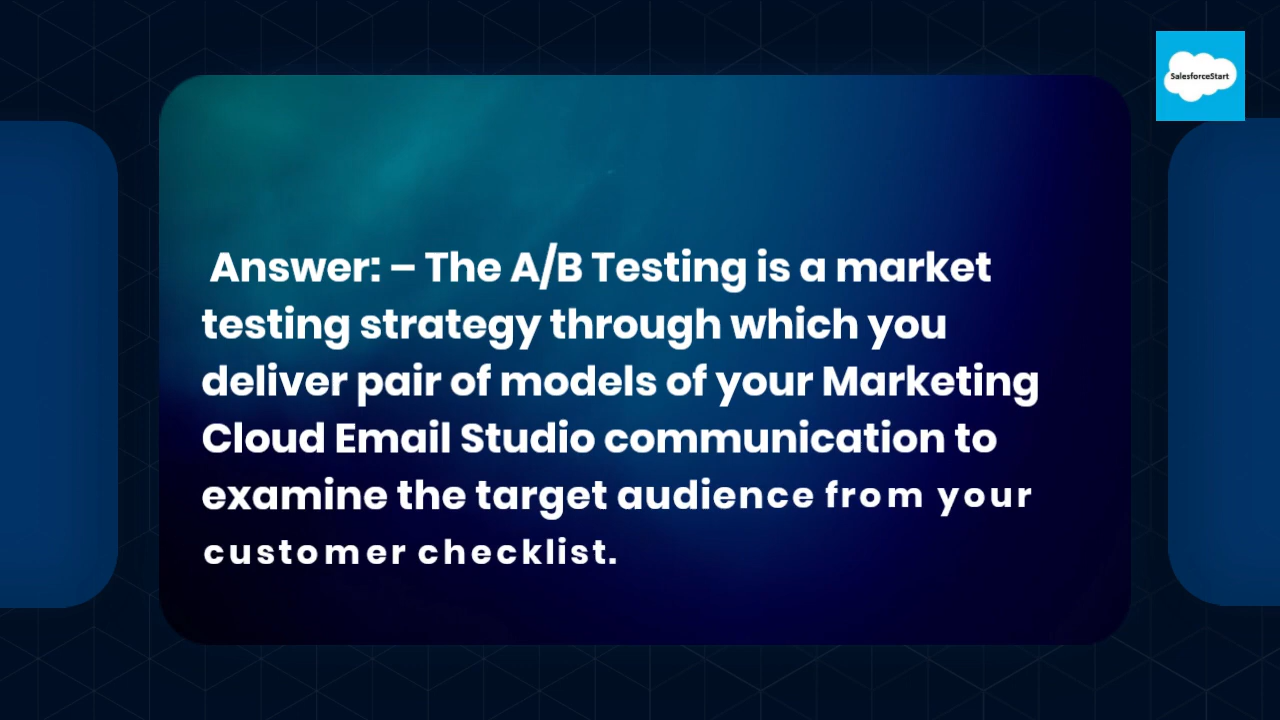 SalesforceStart
Answer: – The A/B Testing is a market
testing strategy through which you
deliver pair of models of your Marketing
Cloud Email Studio communication to
examine the target audience from your
customer checklist.